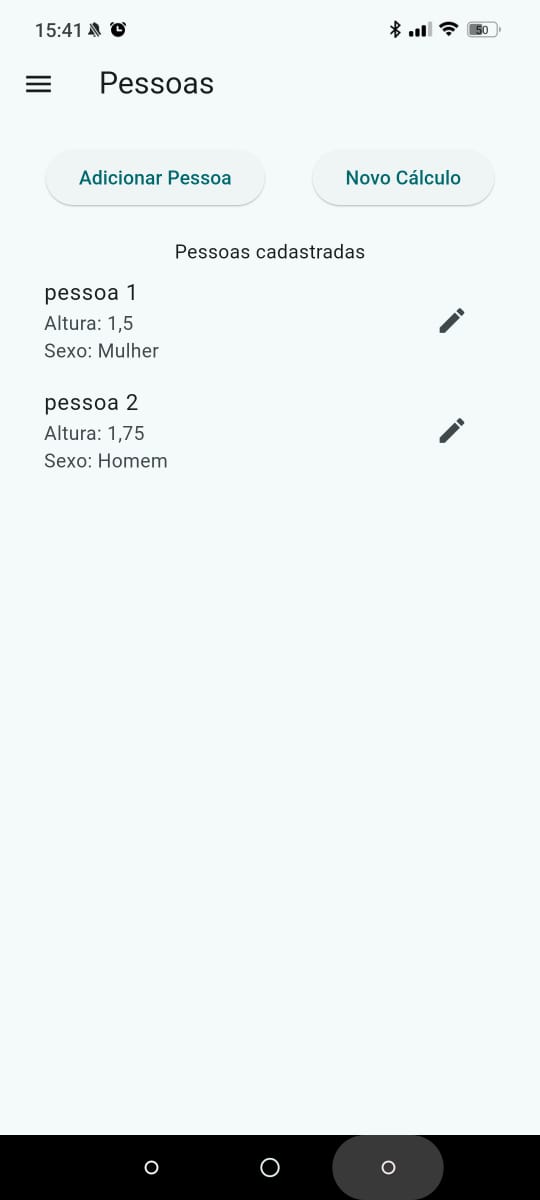 15:41
50
Pessoas
Adicionar Pessoa
Novo Cálculo
Pessoas cadastradas
pessoa 1
Altura: 1,5
Sexo: Mulher
pessoa 2
Altura: 1,75
Sexo: Homem